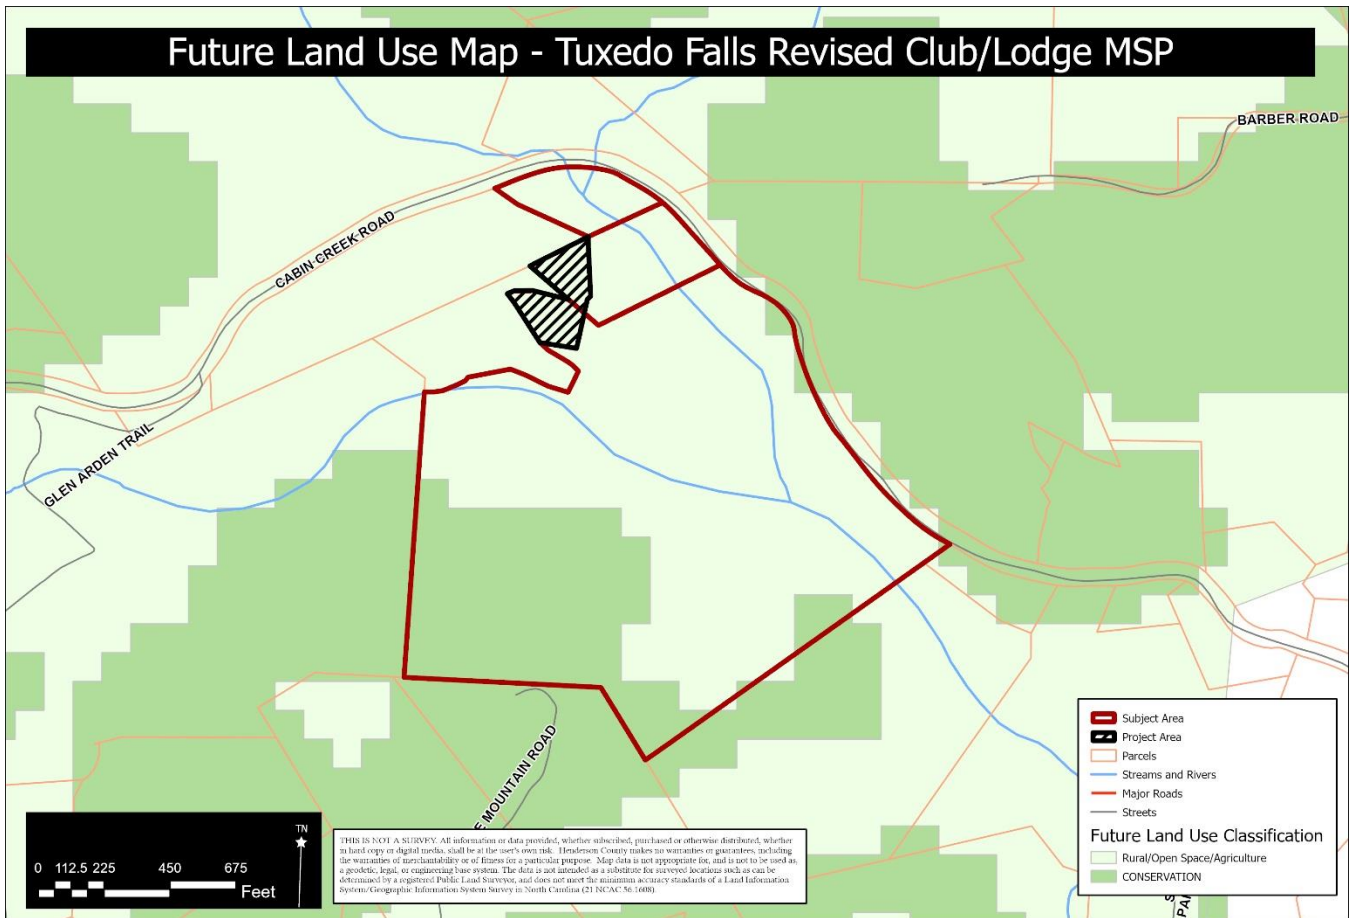 Future Land Use Map - Tuxedo Falls Revised Club/Lodge MSP
BARBER ROAD
CABIN CREEK ROAD
GLEN ARDEN TRAIL
E MOUNTAIN ROAD
Subject Area
Project Area
Parcels
Streams and Rivers
Major Roads
Streets
Future Land Use Classification
Rural/Open Space/Agriculture
CONSERVATION
TN
0 112.5 225 450 675
Feet
THIS IS NOT A SURVEY. All information or data provided, whether subscribed, purchased or otherwise distributed, whether
in hard copy or digital media, shall be at the user's own risk. Henderson County makes no warranties or guarantees, including
the warranties of merchantability or of fitness for a particular purpose. Map data is not appropriate for, and is not to be used as,
a geodetic, legal, or engineering base system. The data is not intended as a substitute for surveyed locations such as can be
determined by a registered Public Land Surveyor, and does not meet the minimum accuracy standards of a Land Information
System/Geographic Information System Survey in North Carolina (21 NCAC 56.1608).